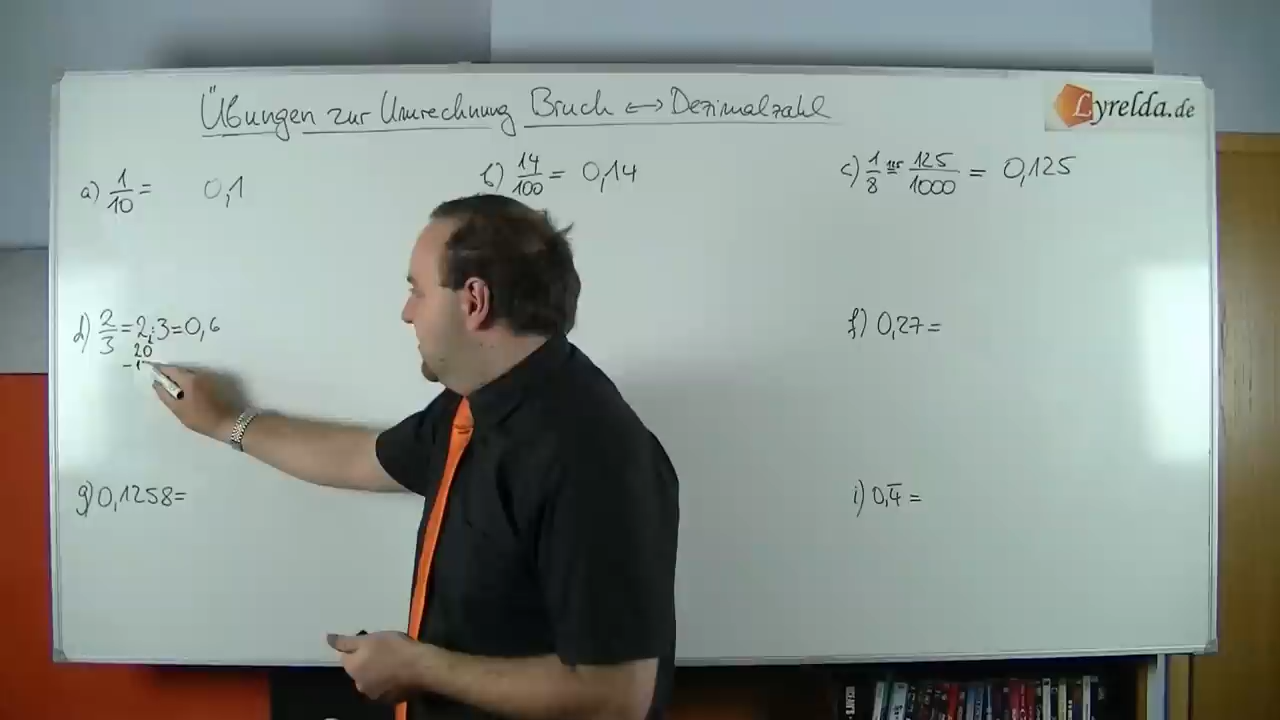 Übungen zur Umrechnung Bruch ↔ Dezimalzahl
Lyrelda.de
a) 1/10 = 0,1
b) 14/100 = 0,14
c) 1/8 =^125 125/1000 = 0,125
d) 2/3 = 2:3 = 0,6
20
-1
f) 0,27 =
g) 0,1258 =
i) 0,4̅ =